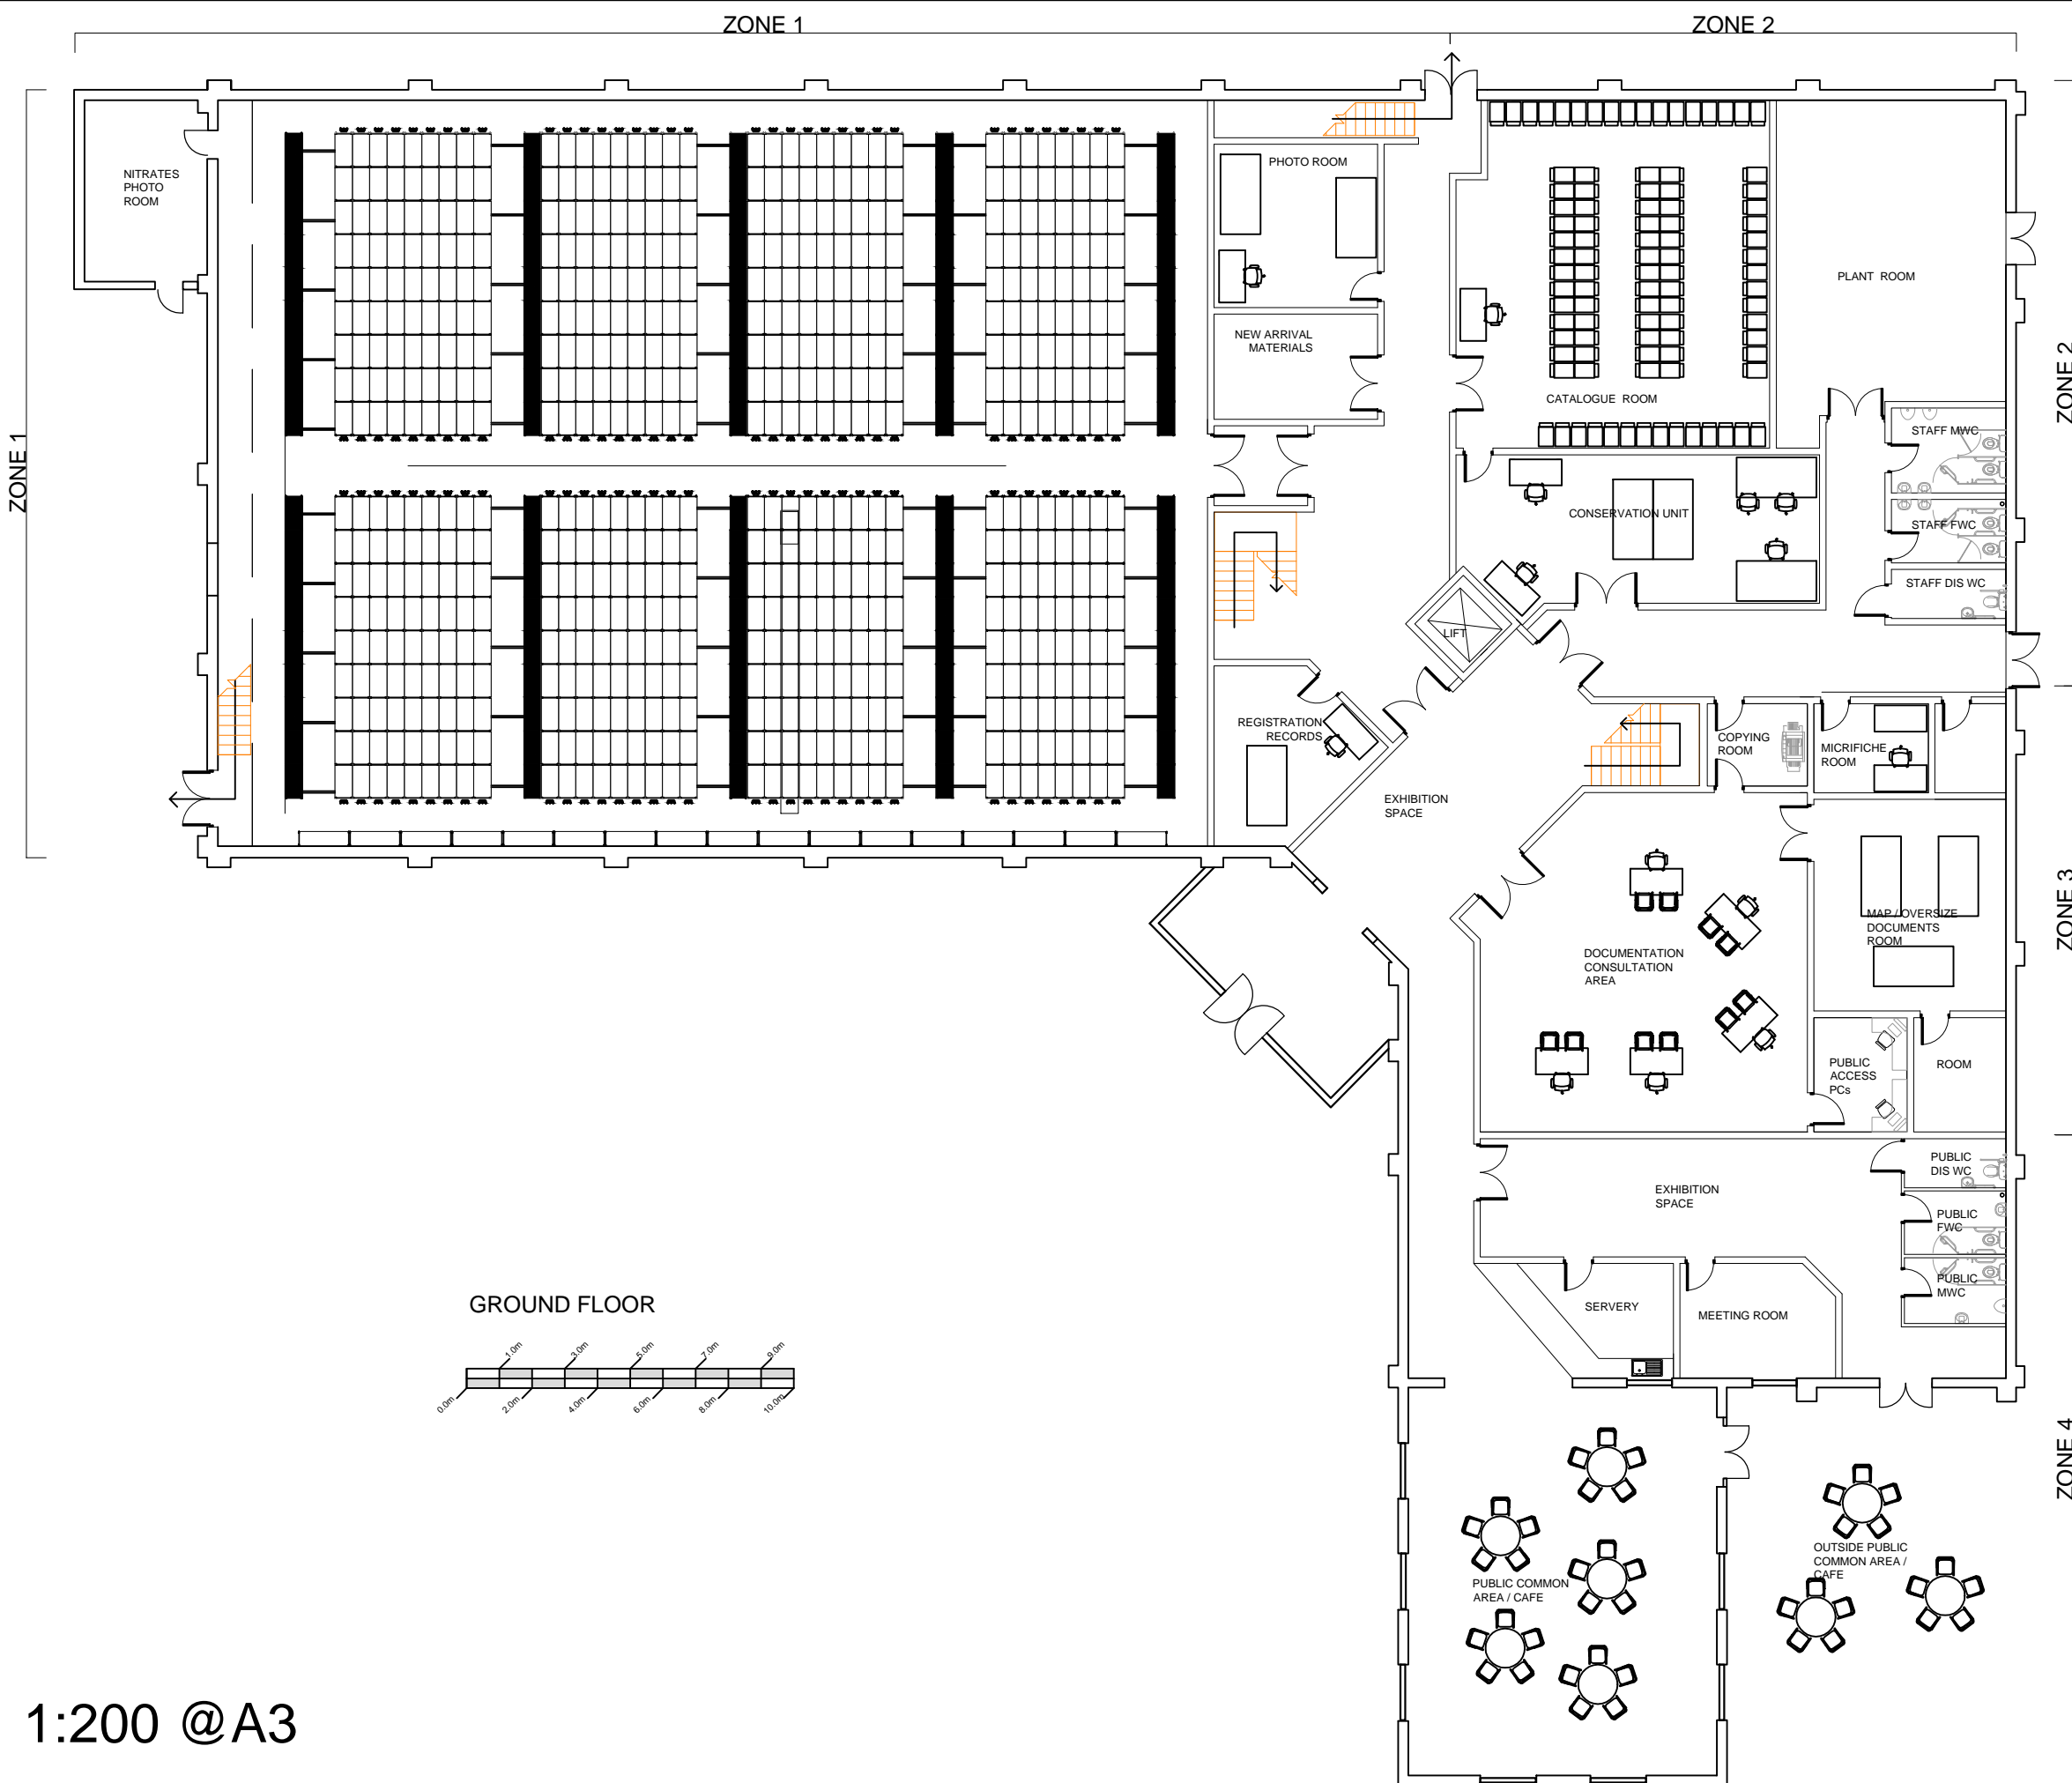 ZONE 1
ZONE 2
ZONE 1
ZONE 2
ZONE 3
ZONE 4
NITRATES
PHOTO
ROOM
PHOTO ROOM
NEW ARRIVAL
MATERIALS
CATALOGUE ROOM
PLANT ROOM
STAFF MWC
STAFF FWC
STAFF DIS WC
CONSERVATION UNIT
LIFT
REGISTRATION
RECORDS
COPYING
ROOM
MICRIFICHE
ROOM
EXHIBITION
SPACE
MAP / OVERSIZE
DOCUMENTS
ROOM
DOCUMENTATION
CONSULTATION
AREA
PUBLIC
ACCESS
PCs
ROOM
PUBLIC
DIS WC
EXHIBITION
SPACE
PUBLIC
FWC
PUBLIC
MWC
SERVERY
MEETING ROOM
GROUND FLOOR
1.0m
3.0m
5.0m
7.0m
9.0m
0.0m
2.0m
4.0m
6.0m
8.0m
10.0m
OUTSIDE PUBLIC
COMMON AREA /
CAFE
PUBLIC COMMON
AREA / CAFE
1:200 @A3